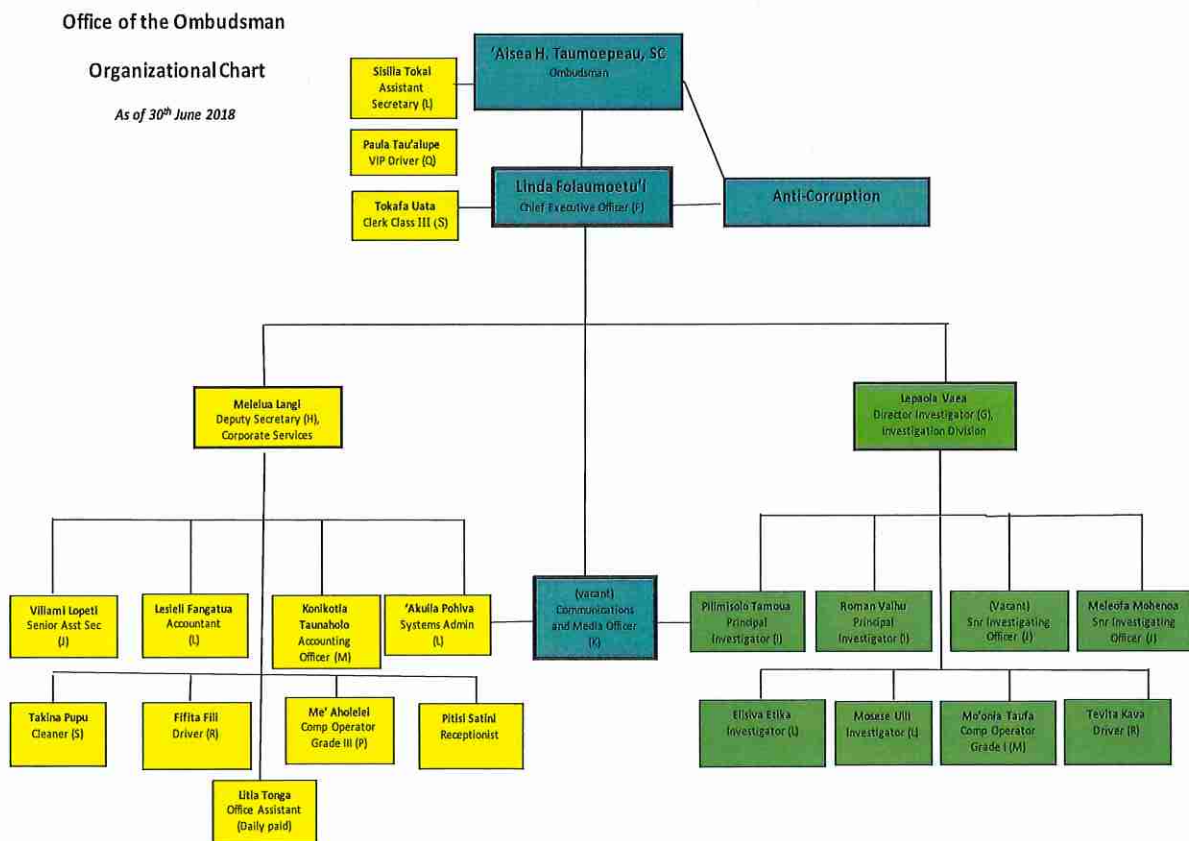 Office of the Ombudsman
Organizational Chart
As of 30th June 2018
'Aisea H. Taumoepeau, SC
Ombudsman
Sisilia Tokai
Assistant
Secretary (L)
Paula Tau'alupe
VIP Driver (Q)
Tokafa Uata
Clerk Class III (S)
Linda Folaumoetu'i
Chief Executive Officer (F)
Anti-Corruption
Melelua Langi
Deputy Secretary (H),
Corporate Services
Lepaola Vaea
Director Investigator (G),
Investigation Division
Viliami Lopeti
Senior Asst Sec
(J)
Lesieli Fangatua
Accountant
(L)
Konikotia
Taunaholo
Accounting
Officer (M)
'Akuila Pohiva
Systems Admin
(L)
(vacant)
Communications
and Media Officer
(K)
Pilimisolo Tamoua
Principal
Investigator (I)
Roman Vaihu
Principal
Investigator (I)
(Vacant)
Snr Investigating
Officer (J)
Meleofa Mohenoa
Snr Investigating
Officer (J)
Takina Pupu
Cleaner (S)
Fifita Fili
Driver (R)
Me' Aholelei
Comp Operator
Grade III (P)
Pitisi Satini
Receptionist
Elisiva Etika
Investigator (L)
Mosese Uili
Investigator (L)
Mo'onia Taufa
Comp Operator
Grade I (M)
Tevita Kava
Driver (R)
Litia Tonga
Office Assistant
(Daily paid)